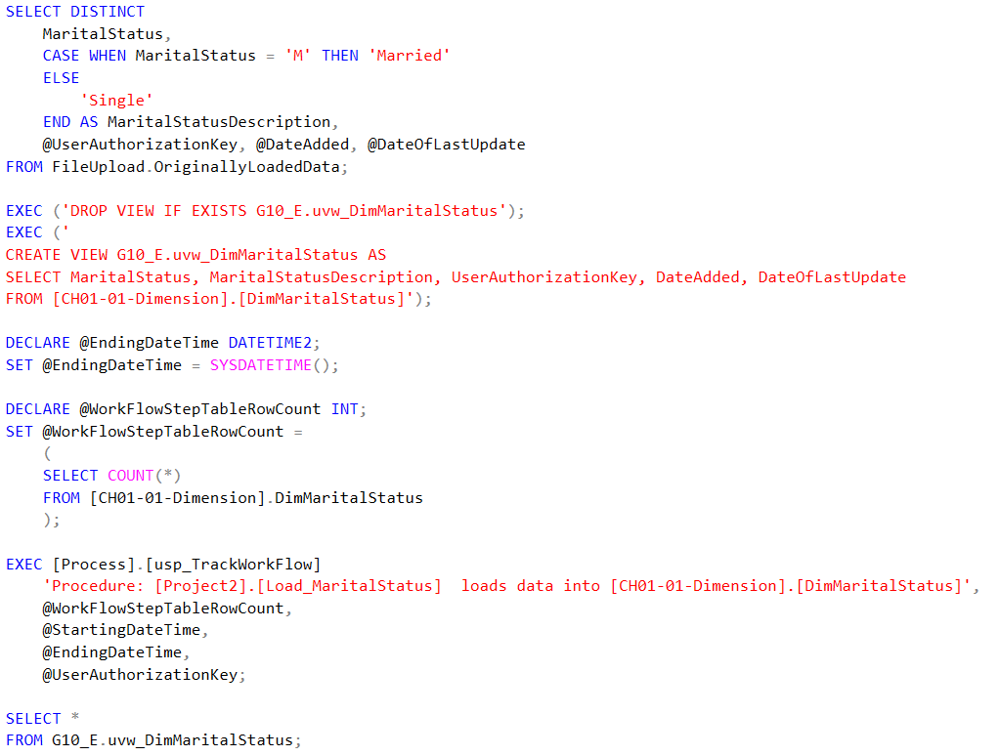 SELECT DISTINCT
    MaritalStatus,
    CASE WHEN MaritalStatus = 'M' THEN 'Married'
    ELSE
        'Single'
    END AS MaritalStatusDescription,
    @UserAuthorizationKey, @DateAdded, @DateOfLastUpdate
FROM FileUpload.OriginallyLoadedData;

EXEC ('DROP VIEW IF EXISTS G10_E.uvw_DimMaritalStatus');
EXEC ('
CREATE VIEW G10_E.uvw_DimMaritalStatus AS
SELECT MaritalStatus, MaritalStatusDescription, UserAuthorizationKey, DateAdded, DateOfLastUpdate
FROM [CH01-01-Dimension].[DimMaritalStatus]');

DECLARE @EndingDateTime DATETIME2;
SET @EndingDateTime = SYSDATETIME();

DECLARE @WorkFlowStepTableRowCount INT;
SET @WorkFlowStepTableRowCount =
    (
    SELECT COUNT(*)
    FROM [CH01-01-Dimension].DimMaritalStatus
    );

EXEC [Process].[usp_TrackWorkFlow]
    'Procedure: [Project2].[Load_MaritalStatus]  loads data into [CH01-01-Dimension].[DimMaritalStatus]',
    @WorkFlowStepTableRowCount,
    @StartingDateTime,
    @EndingDateTime,
    @UserAuthorizationKey;

SELECT *
FROM G10_E.uvw_DimMaritalStatus;